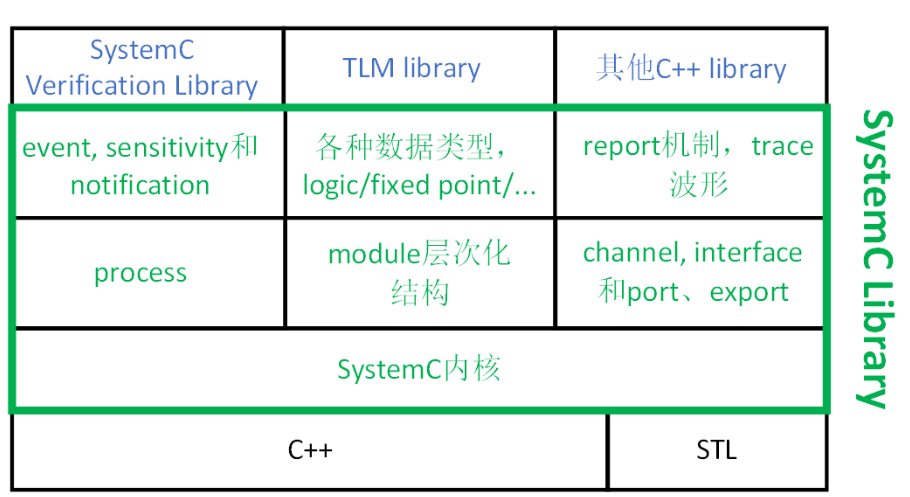 SystemC
Verification Library
TLM library
其他C++ library
event, sensitivity和
notification
各种数据类型，
logic/fixed point/...
report机制，trace
波形
process
module层次化
结构
channel, interface
和port、export
SystemC内核
C++
STL
SystemC Library